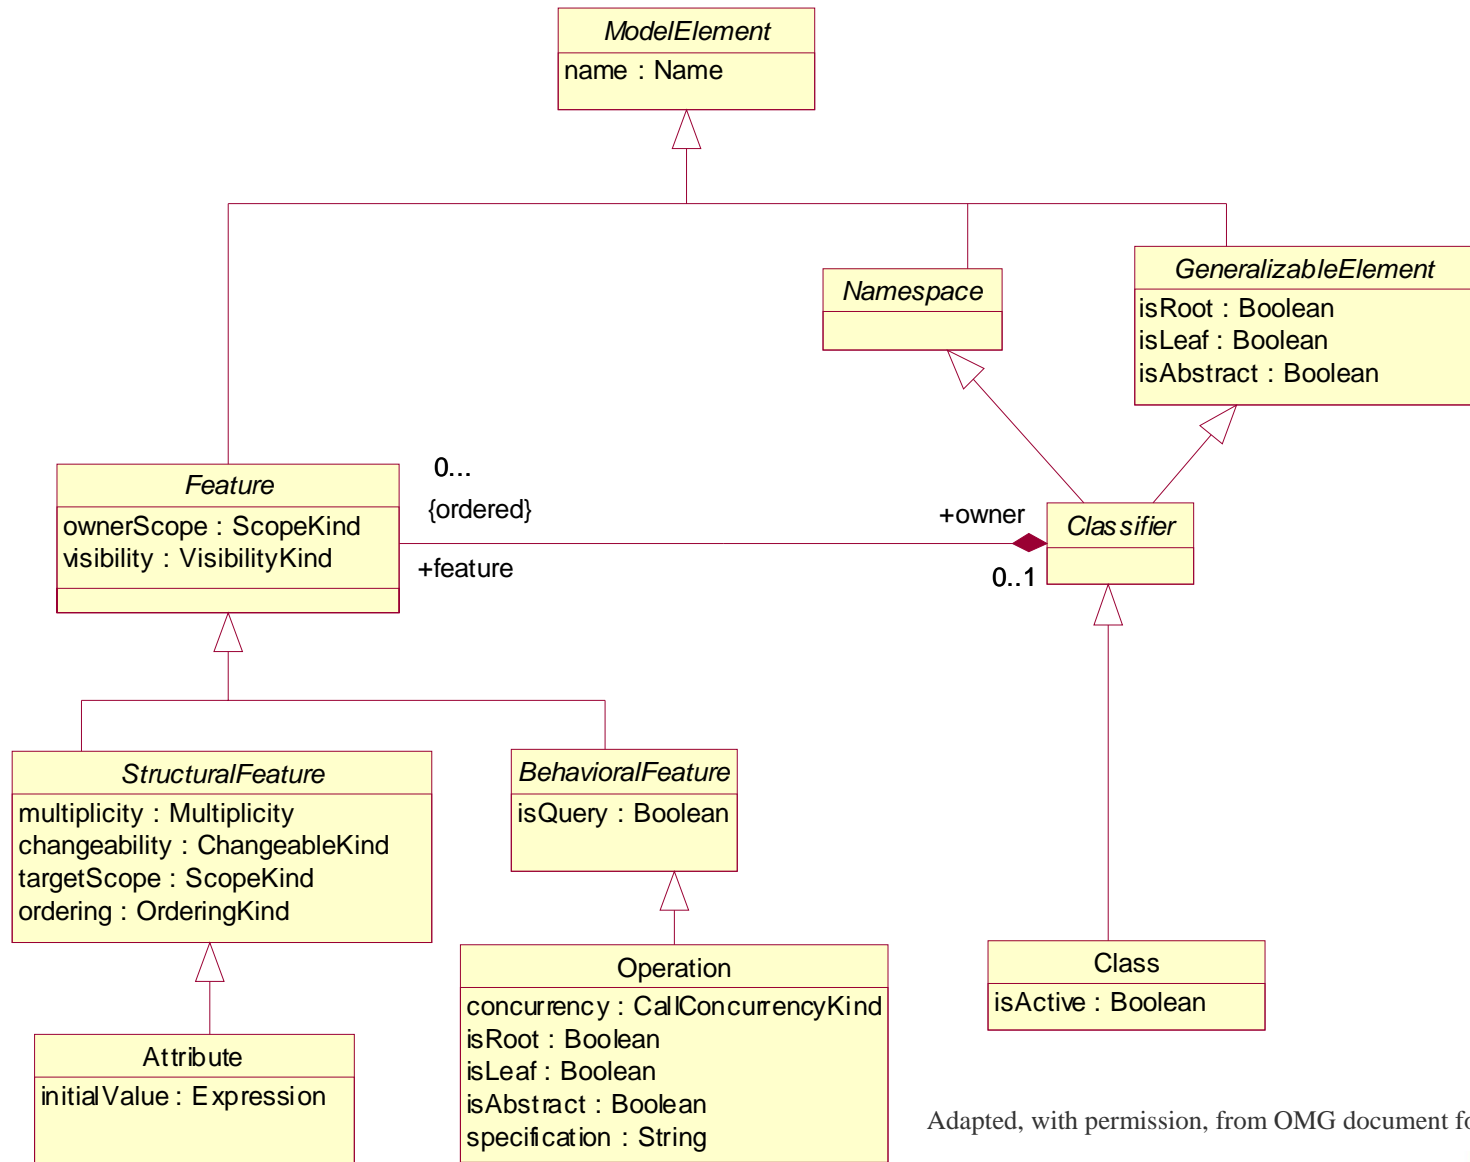 ModelElement
name : Name
Namespace
GeneralizableElement
isRoot : Boolean
isLeaf : Boolean
isAbstract : Boolean
Feature
ownerScope : ScopeKind
visibility : VisibilityKind
0...
{ordered}
+feature
+owner
0..1
Classifier
StructuralFeature
multiplicity : Multiplicity
changeability : ChangeableKind
targetScope : ScopeKind
ordering : OrderingKind
BehavioralFeature
isQuery : Boolean
Attribute
initialValue : Expression
Operation
concurrency : CallConcurrencyKind
isRoot : Boolean
isLeaf : Boolean
isAbstract : Boolean
specification : String
Class
isActive : Boolean
Adapted, with permission, from OMG document